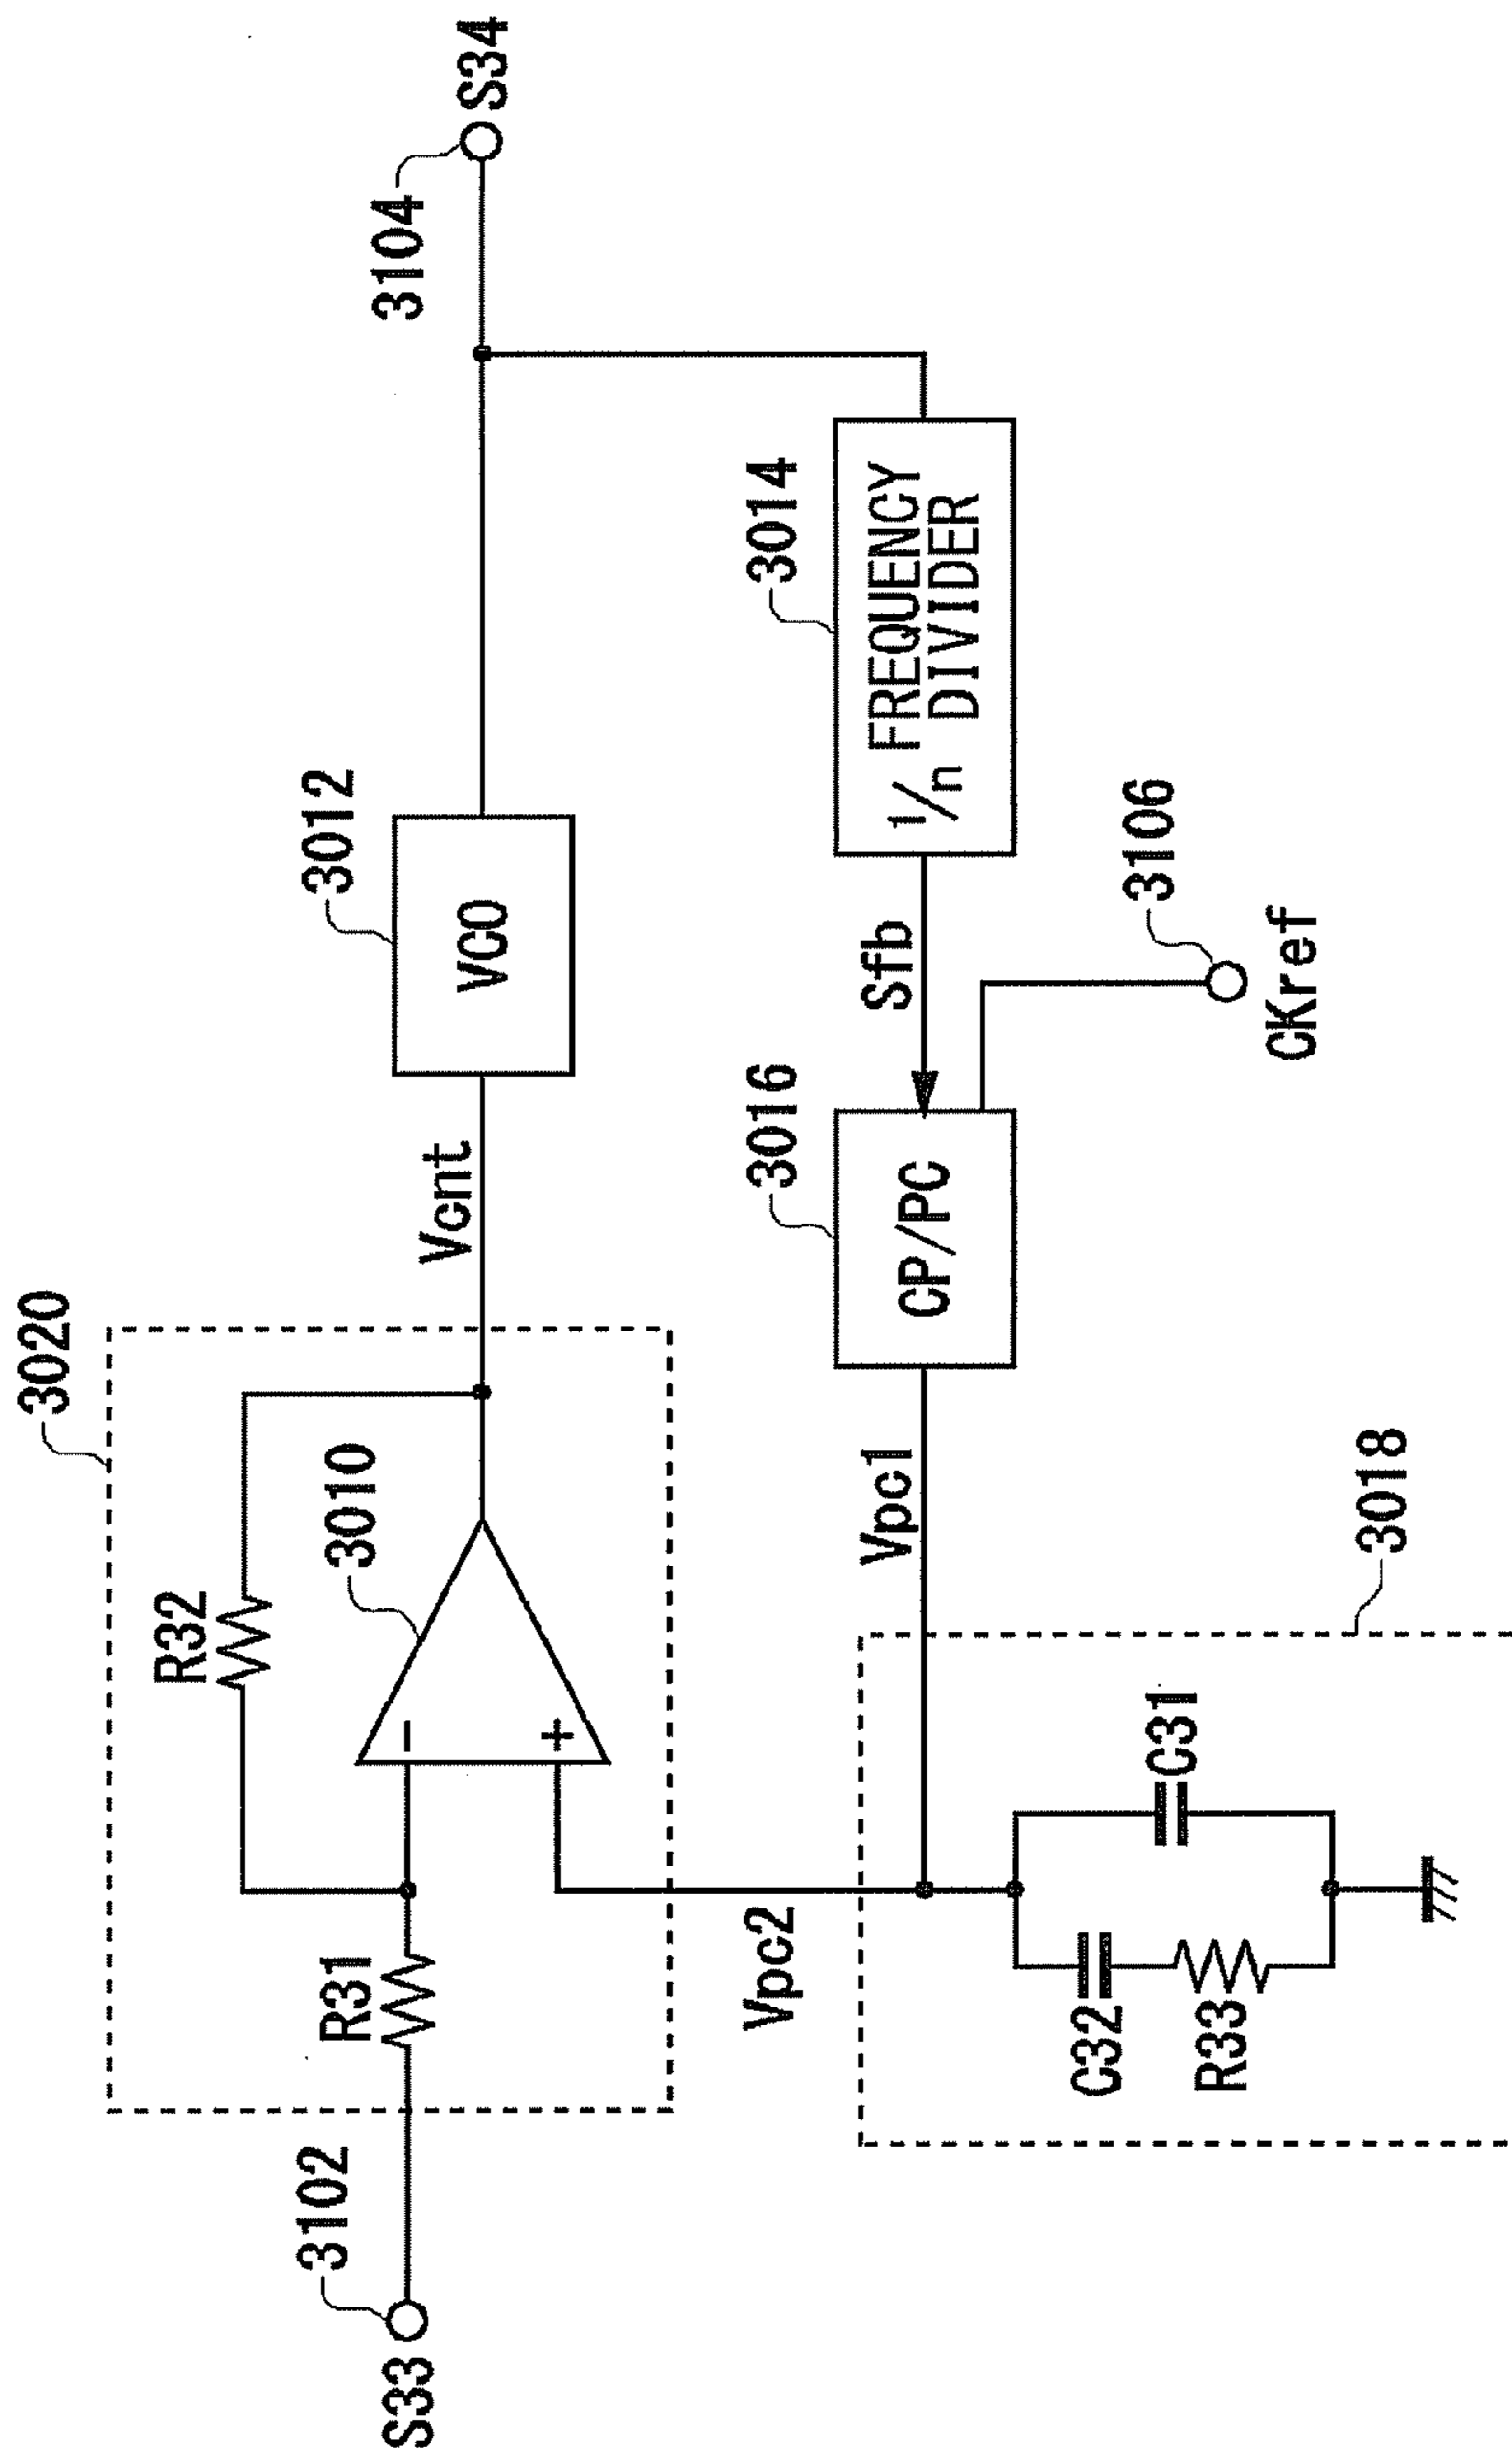 3020
R32
3010
R31
3102
S33
Vcnt
3012
VCO
3104
S34
Vpc2
Vpc1
3016
CP/PC
Sfb
3014
1/n FREQUENCY
DIVIDER
3106
CKref
3018
C31
C32
R33
−
+